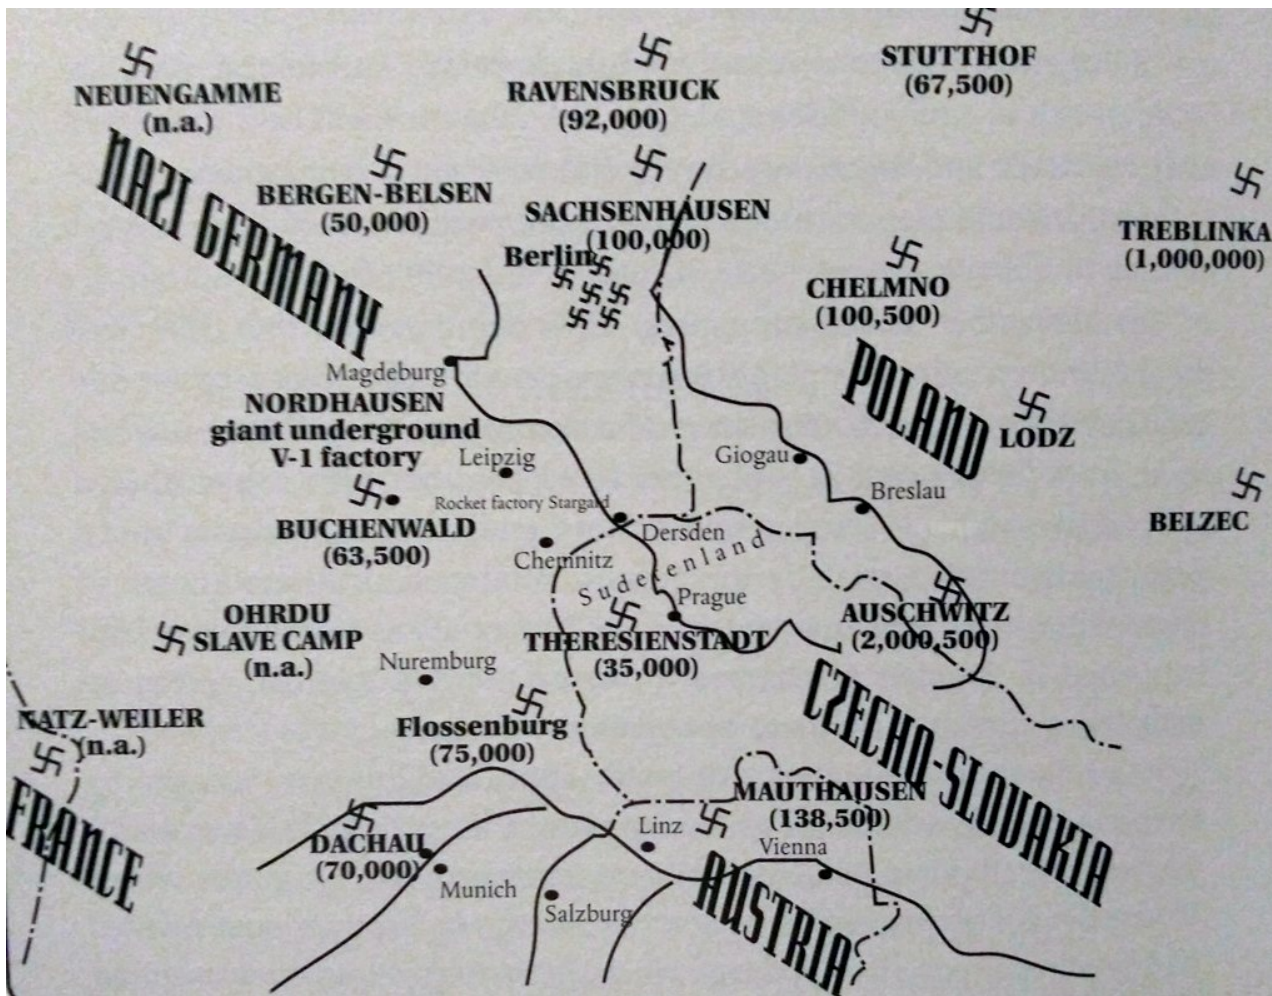 STUTTHOF
(67,500)
NEUENGAMME
(n.a.)
RAVENSBRUCK
(92,000)
NAZI GERMANY
BERGEN-BELSEN
(50,000)
SACHSENHAUSEN
(100,000)
Berlin
TREBLINKA
(1,000,000)
CHELMNO
(100,500)
POLAND
LODZ
Magdeburg
NORDHAUSEN
giant underground
V-1 factory
Leipzig
Giogau
Breslau
Rocket factory Stargard
BELZEC
BUCHENWALD
(63,500)
Dersden
Chemnitz
Sudetenland
Prague
OHRDU
SLAVE CAMP
(n.a.)
THERESIENSTADT
(35,000)
AUSCHWITZ
(2,000,500)
Nuremburg
NATZ-WEILER
(n.a.)
Flossenburg
(75,000)
CZECHO-SLOVAKIA
FRANCE
MAUTHAUSEN
(138,500)
DACHAU
(70,000)
Linz
Vienna
Munich
Salzburg
AUSTRIA